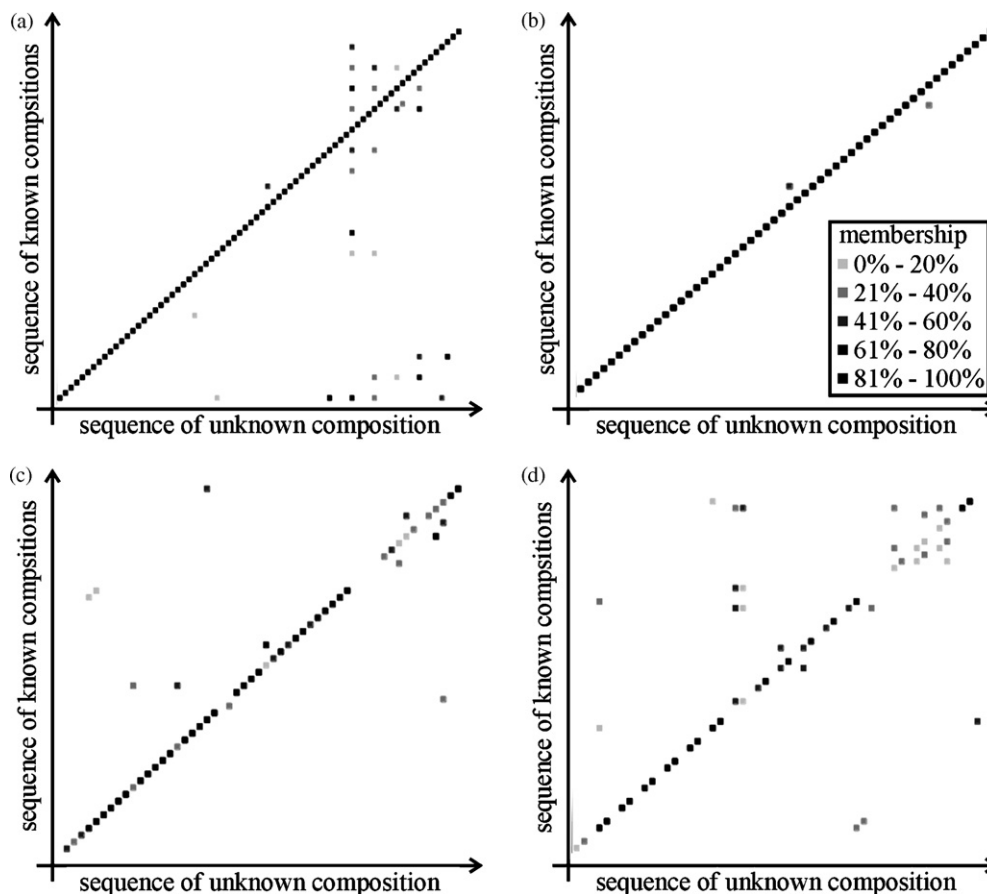 (a)
sequence of known compsitions
sequence of unknown composition
(b)
sequence of known compsitions
sequence of unknown composition
membership
0% - 20%
21% - 40%
41% - 60%
61% - 80%
81% - 100%
(c)
sequence of known compsitions
sequence of unknown composition
(d)
sequence of known compsitions
sequence of unknown composition